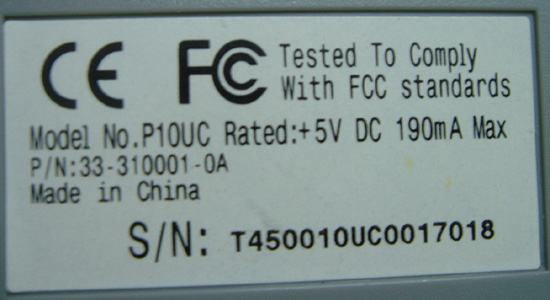 CE FC Tested To Comply
With FCC standards
Model No.P10UC Rated:+5V DC 190mA Max
P/N:33-310001-0A
Made in China
S/N: T450010UC0017018